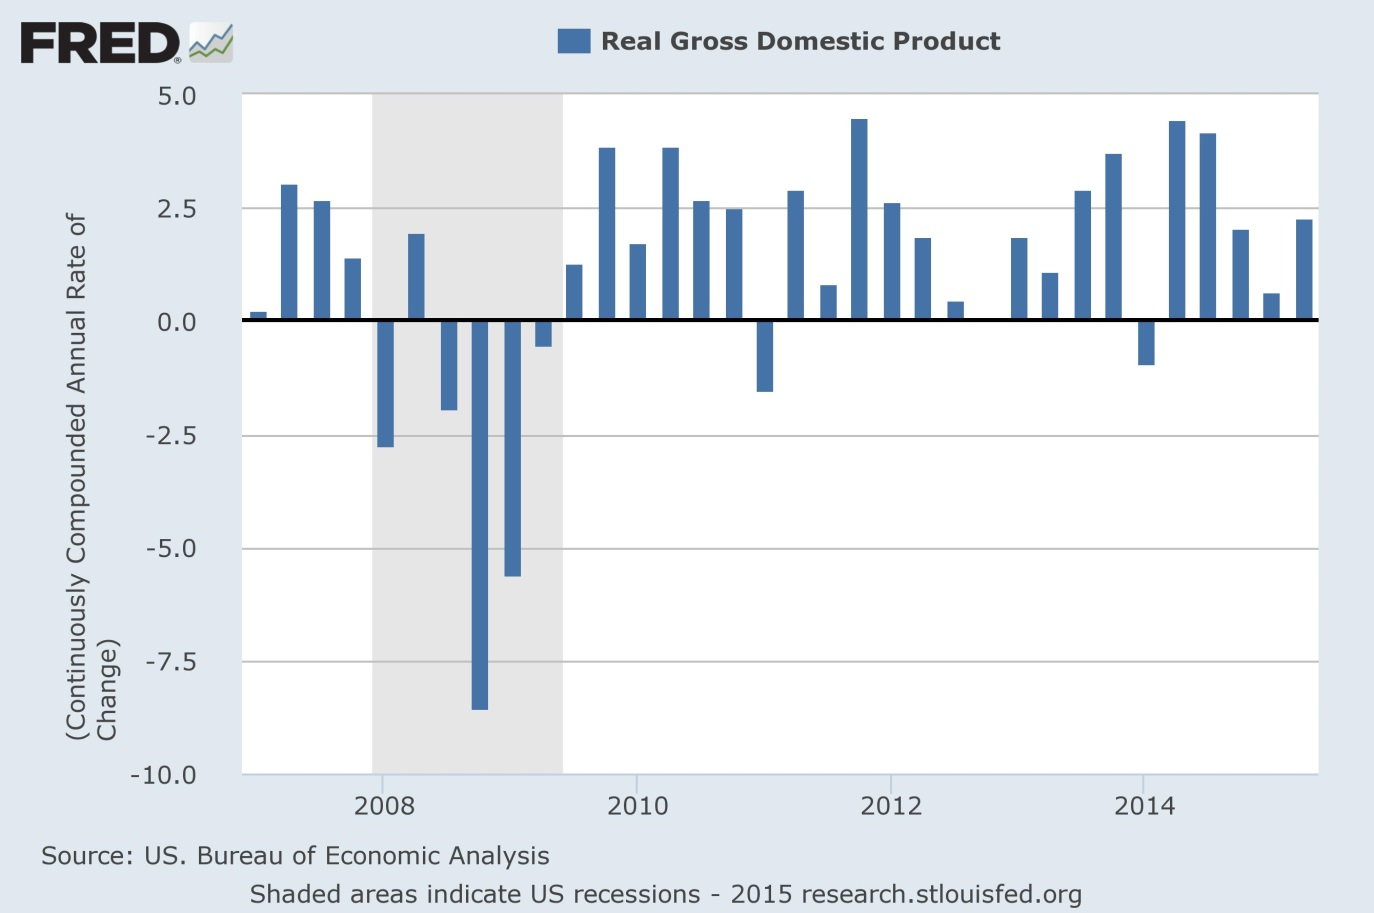 FRED®
Real Gross Domestic Product
(Continuously Compounded Annual Rate of
Change)
5.0
2.5
0.0
-2.5
-5.0
-7.5
-10.0
2008
2010
2012
2014
Source: US. Bureau of Economic Analysis
Shaded areas indicate US recessions - 2015 research.stlouisfed.org